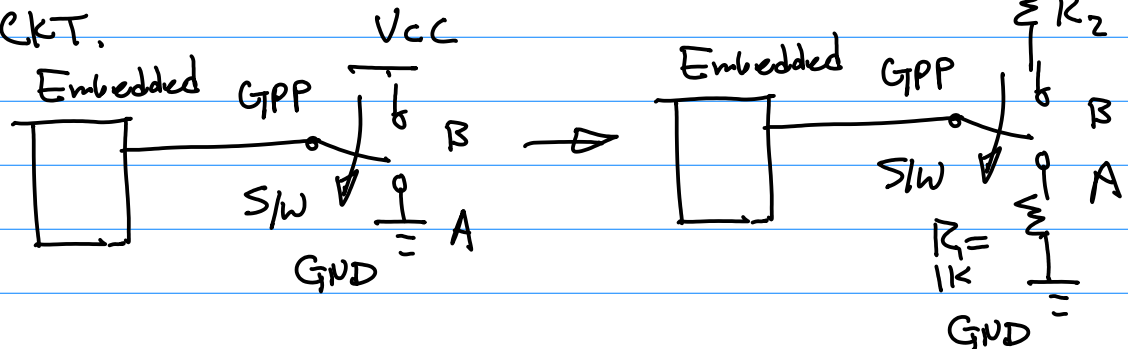 CKT.
VCC
Embedded
GPP
B
S/W
A
GND
R2
Embedded
GPP
B
S/W
A
R1=
1K
GND